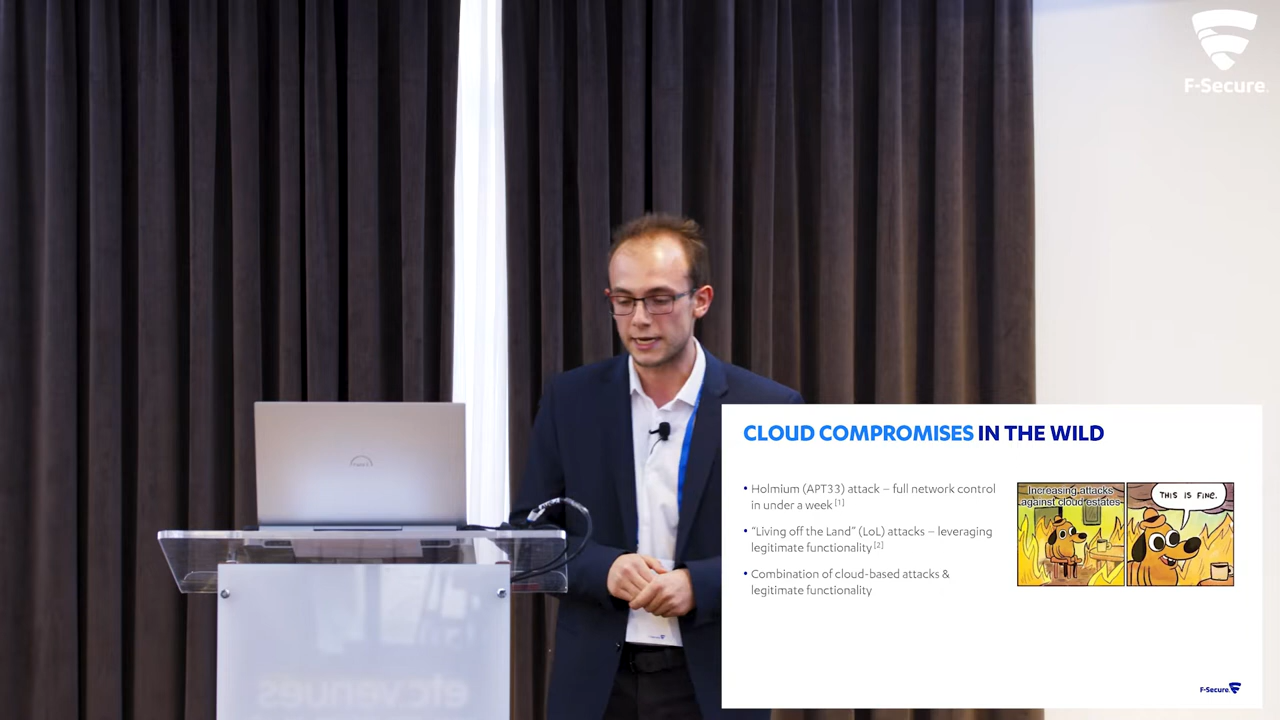 F-Secure.
CLOUD COMPROMISES IN THE WILD
• Holmium (APT33) attack – full network control
in under a week [1]
• "Living off the Land" (LoL) attacks – leveraging
legitimate functionality [2]
• Combination of cloud-based attacks &
legitimate functionality
Increasing attacks
against cloud estates
THIS IS FINE.
F-Secure.
etc.venues